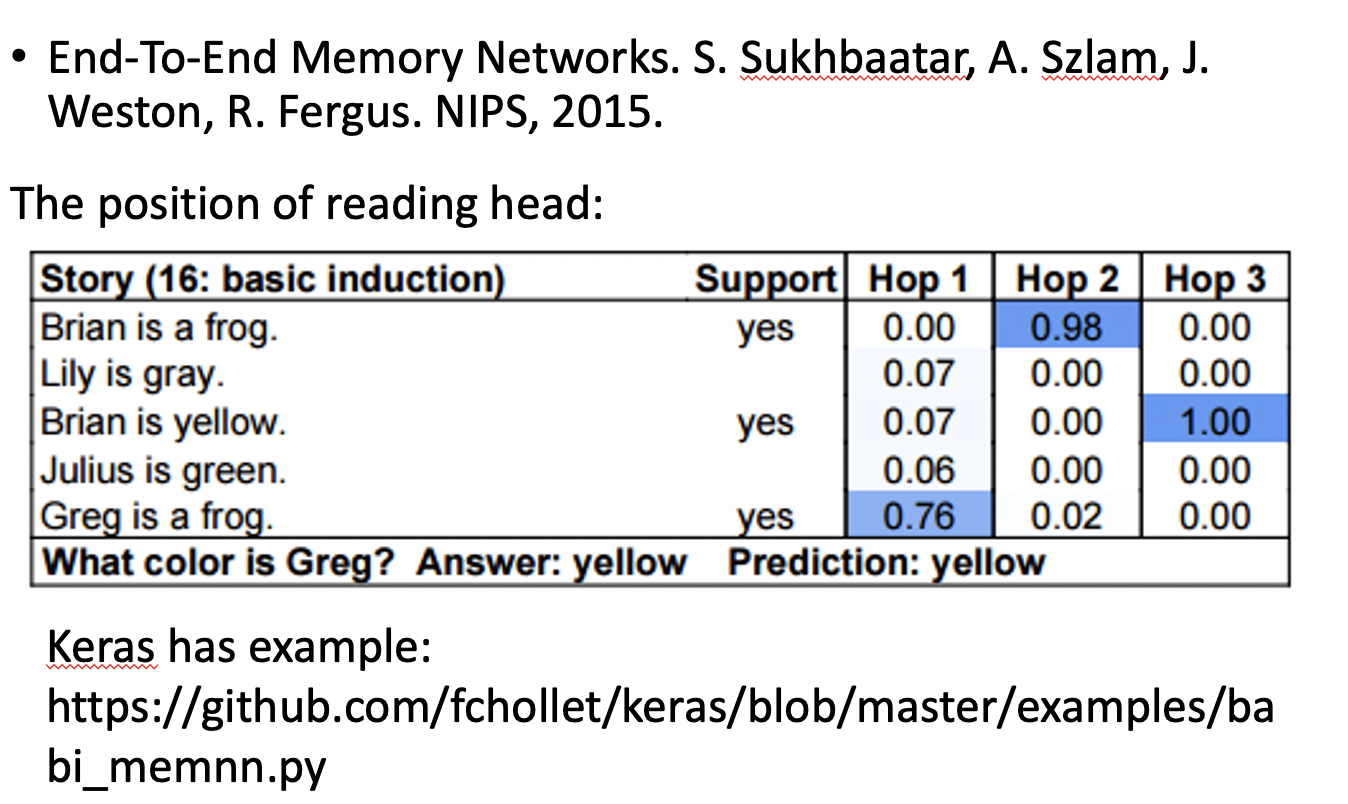 • End-To-End Memory Networks. S. Sukhbaatar, A. Szlam, J.
Weston, R. Fergus. NIPS, 2015.
The position of reading head:
Story (16: basic induction) Support Hop 1 Hop 2 Hop 3
Brian is a frog. yes 0.00 0.98 0.00
Lily is gray. 0.07 0.00 0.00
Brian is yellow. yes 0.07 0.00 1.00
Julius is green. 0.06 0.00 0.00
Greg is a frog. yes 0.76 0.02 0.00
What color is Greg? Answer: yellow Prediction: yellow
Keras has example:
https://github.com/fchollet/keras/blob/master/examples/ba
bi_memnn.py